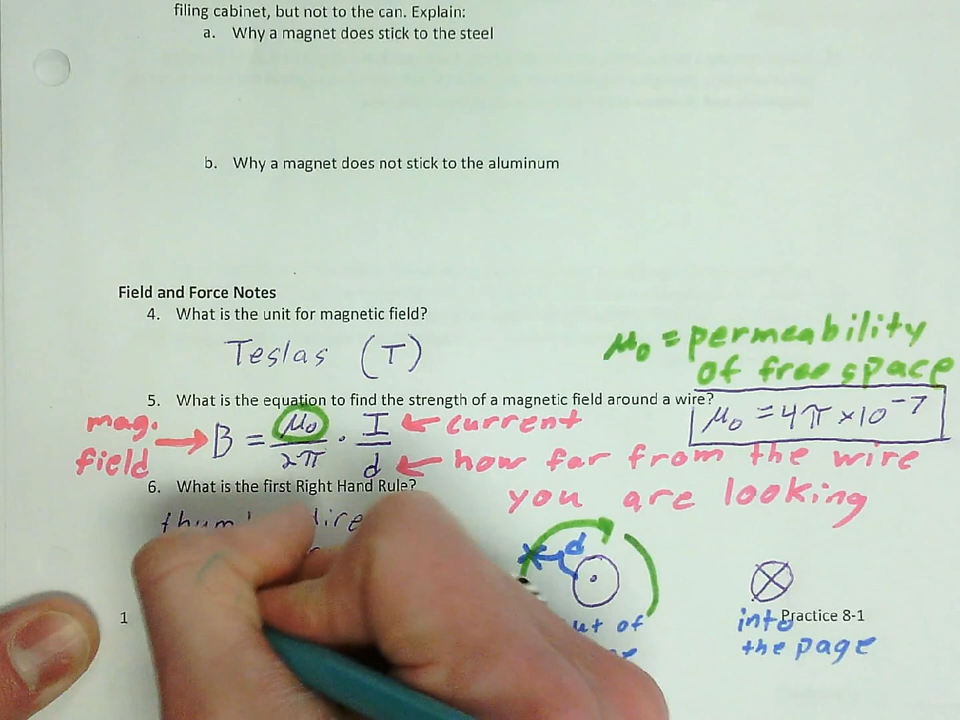 filing cabinet, but not to the can. Explain:
a. Why a magnet does stick to the steel
b. Why a magnet does not stick to the aluminum
Field and Force Notes
4. What is the unit for magnetic field?
Teslas (T)
μ₀ = permeability
of free space
5. What is the equation to find the strength of a magnetic field around a wire?
μ₀ = 4π ×10⁻⁷
mag.
field → B = μ₀/2π · I/d
← current
← how far from the wire
you are looking
6. What is the first Right Hand Rule?
d
of
into
the page
1
Practice 8-1